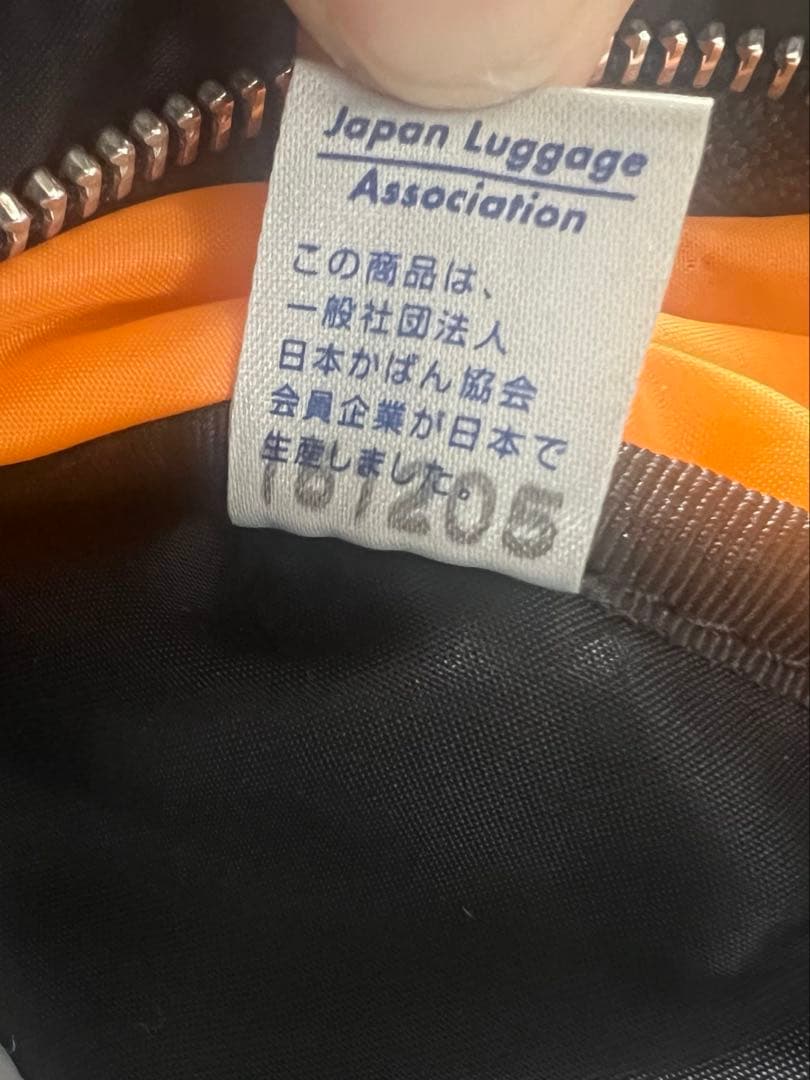 Japan Luggage
Association
この商品は、
一般社団法人
日本かばん協会
会員企業が日本で
生産しました。